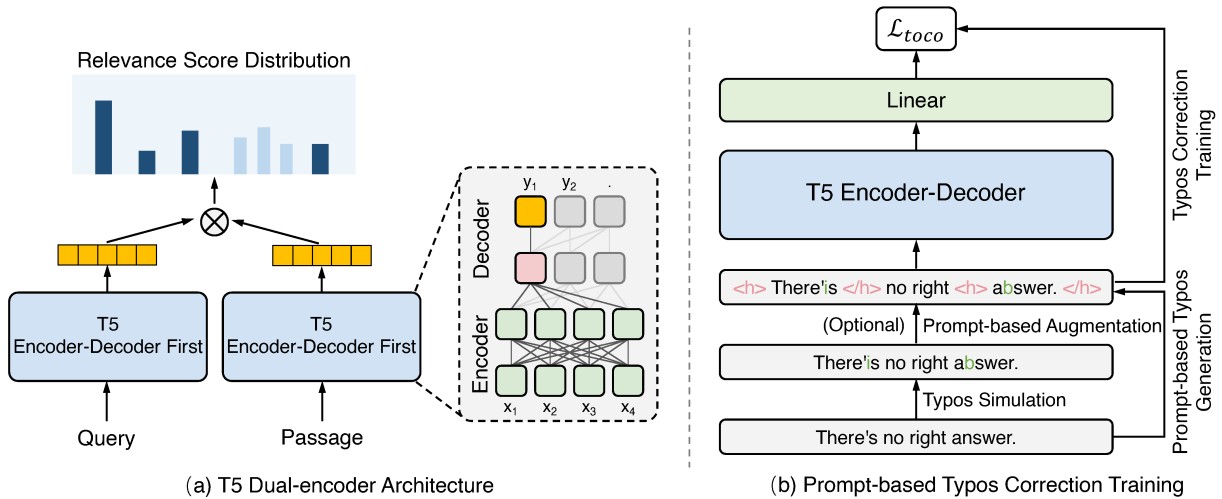 Relevance Score Distribution
T5
Encoder-Decoder First
T5
Encoder-Decoder First
Query
Passage
Decoder
Encoder
y1 y2 .
x1 x2 x3 x4
(a) T5 Dual-encoder Architecture
ℒtoco
Linear
T5 Encoder-Decoder
<h> There'is </h> no right <h> abswer. </h>
(Optional) Prompt-based Augmentation
There'is no right abswer.
Typos Simulation
There's no right answer.
Typos Correction
Training
Prompt-based Typos
Generation
(b) Prompt-based Typos Correction Training